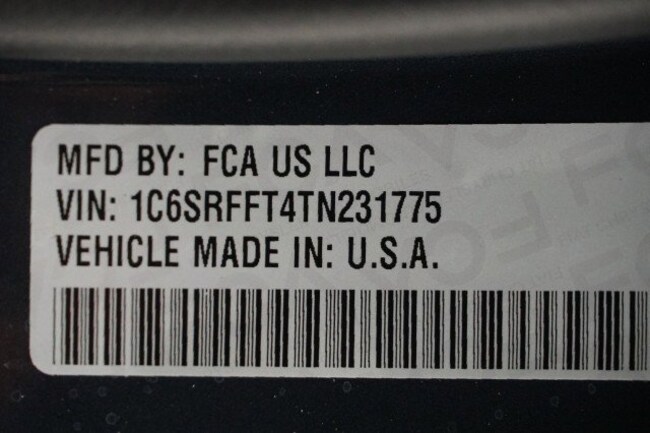 MFD BY: FCA US LLC
VIN: 1C6SRFFT4TN231775
VEHICLE MADE IN: U.S.A.